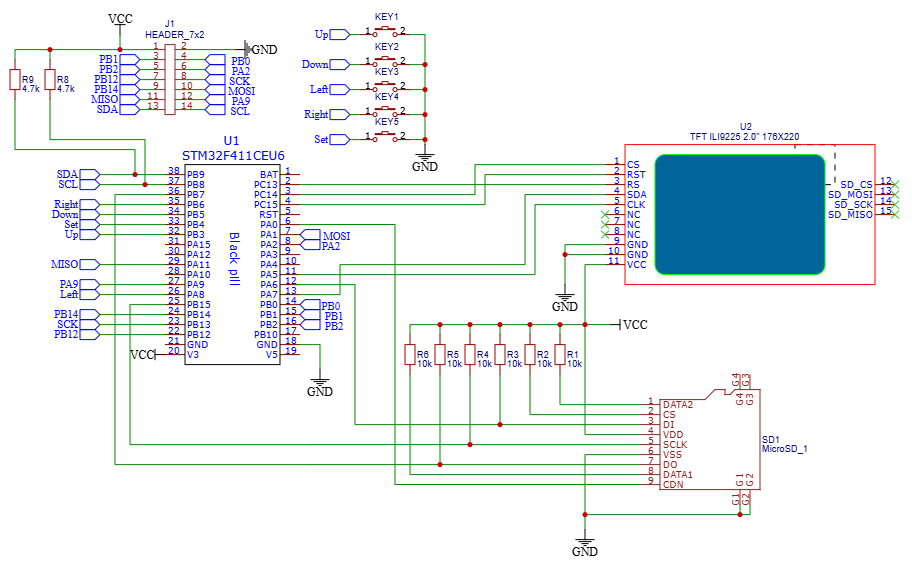 VCC
J1
HEADER_7x2
1 2 GND
PB1 3 4 PB0
PB2 5 6 PA2
PB12 7 8 SCK
PB14 9 10 MOSI
MISO 11 12 PA9
SDA 13 14 SCL
R9
4.7k
R8
4.7k
KEY1
Up 1 2
KEY2
Down 1 2
KEY3
Left 1 2
KEY4
Right 1 2
KEY5
Set 1 2
GND
U1
STM32F411CEU6
Black pill
SDA 38 PB9 BAT 1
SCL 37 PB8 PC13 2
36 PB7 PC14 3
Right 35 PB6 PC15 4
Down 34 PB5 RST 5
Set 33 PB4 PA0 6
Up 32 PB3 PA1 7 MOSI
31 PA15 PA2 8 PA2
30 PA12 PA3 9
MISO 29 PA11 PA4 10
28 PA10 PA5 11
PA9 27 PA9 PA6 12
Left 26 PA8 PA7 13
25 PB15 PB0 14 PB0
PB14 24 PB14 PB1 15 PB1
SCK 23 PB13 PB2 16 PB2
PB12 22 PB12 PB10 17
21 GND GND 18
VCC 20 V3 V5 19
GND
U2
TFT ILI9225 2.0" 176X220
1 CS
2 RST
3 RS
4 SDA
5 CLK
6 NC
7 NC
8 NC
9 GND
10 GND
11 VCC
SD_CS 12
SD_MOSI 13
SD_SCK 14
SD_MISO 15
GND
VCC
R6
10k
R5
10k
R4
10k
R3
10k
R2
10k
R1
10k
G4 G3
G4 G3
1 DATA2
2 CS
3 DI
4 VDD
5 SCLK
6 VSS
7 DO
8 DATA1
9 CDN
SD1
MicroSD_1
G1 G2
G1 G2
GND